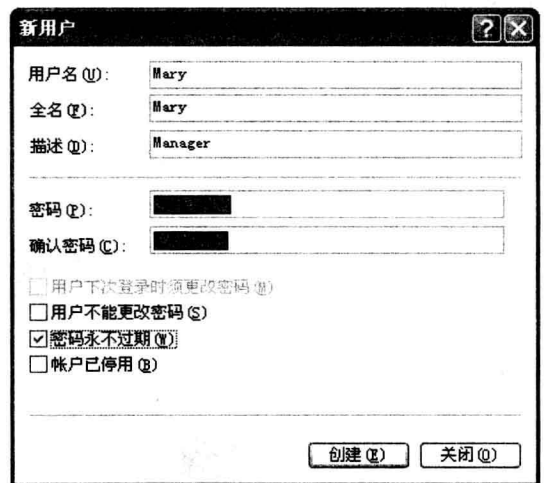 新用户
用户名(U): Mary
全名(F): Mary
描述(D): Manager
密码(P):
确认密码(C):
用户下次登录时须更改密码(M)
用户不能更改密码(S)
密码永不过期(W)
帐户已停用(B)
创建(E) 关闭(O)